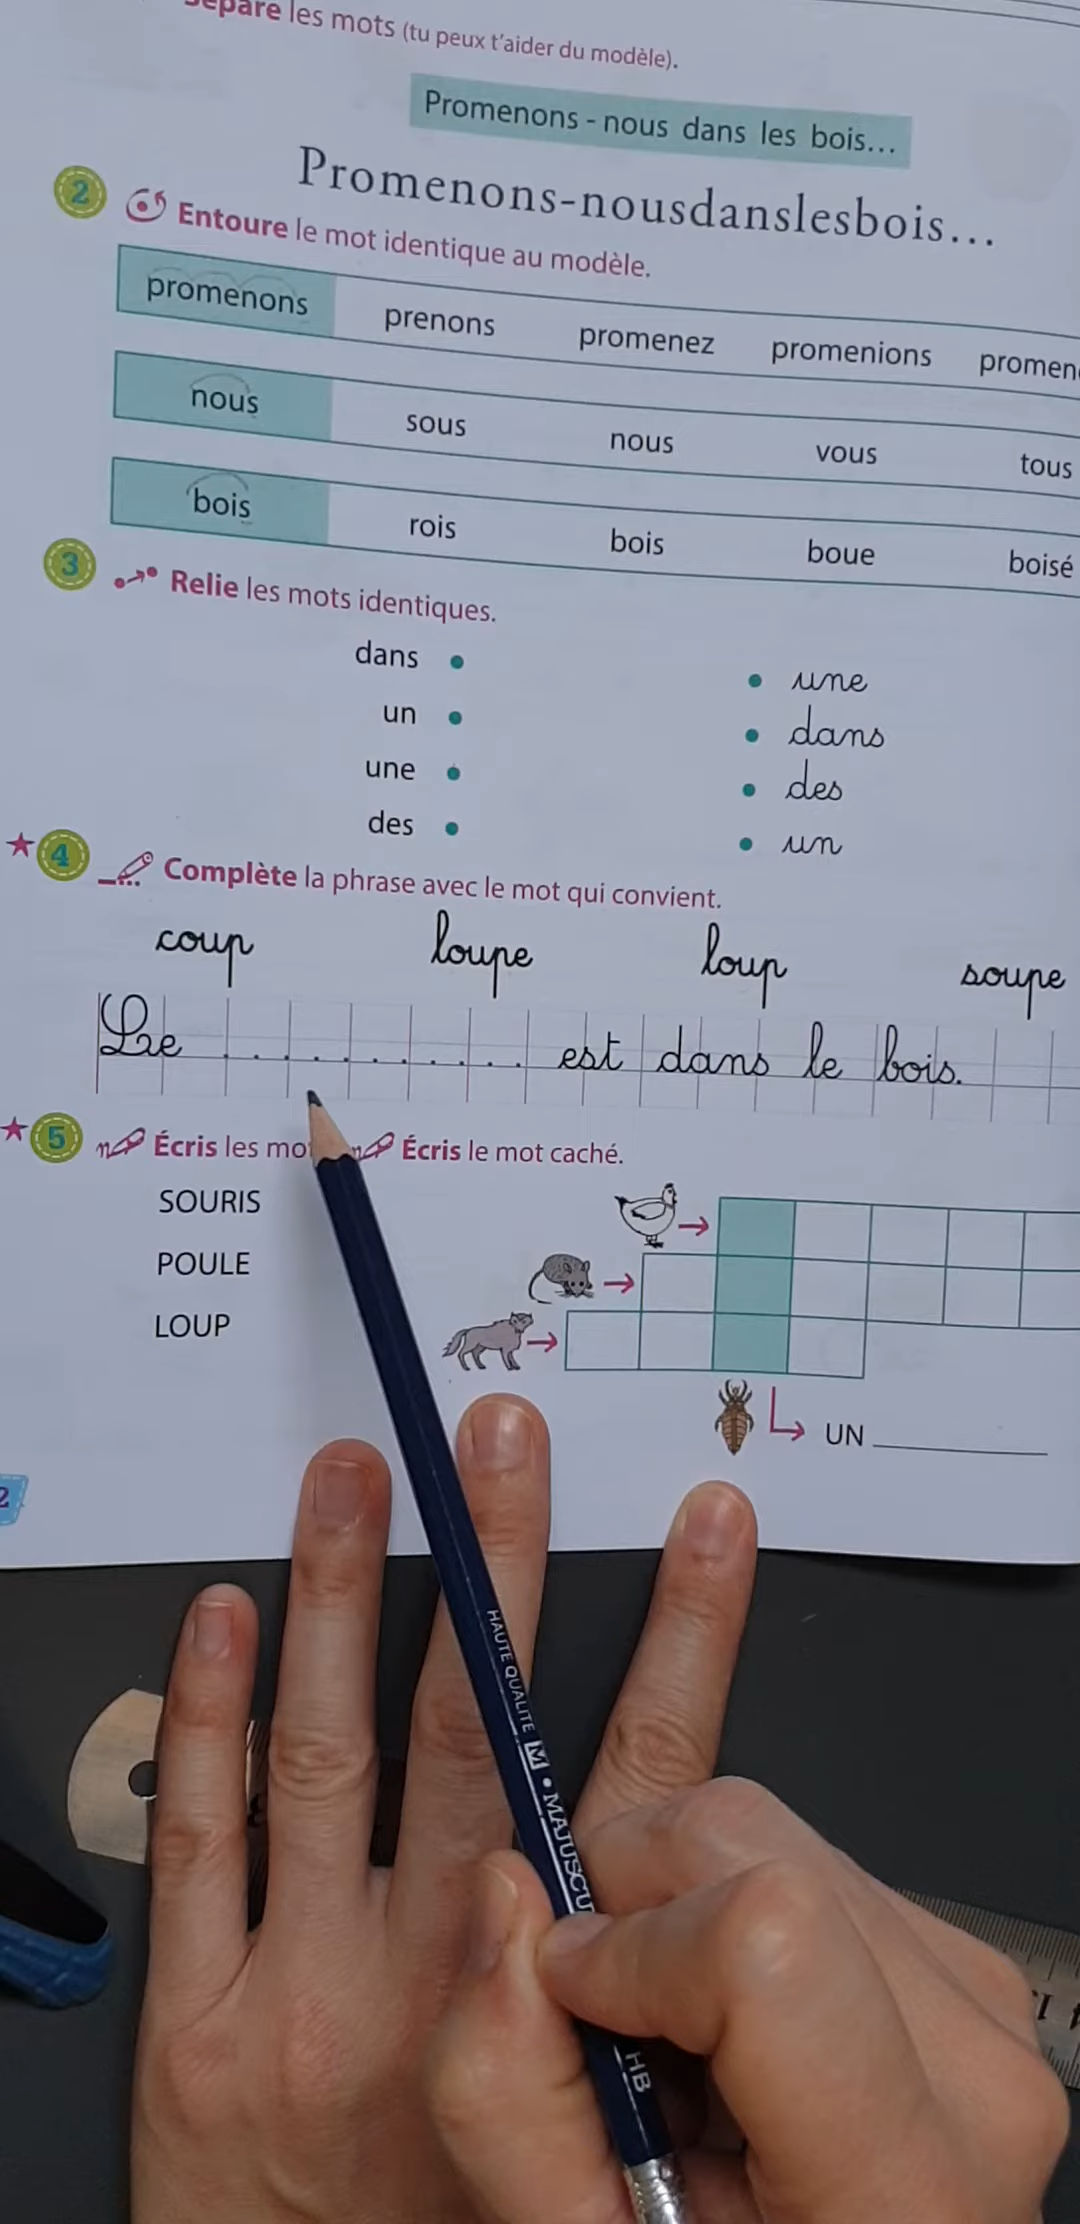 les mots (tu peux t'aider du modèle).
Promenons - nous dans les bois...
Promenons-nousdanslesbois...
2 Entoure le mot identique au modèle.
promenons prenons promenez promenions
nous sous nous vous tous
bois rois bois boue boisé
3 Relie les mots identiques.
dans une
un dans
une des
des un
4 Complète la phrase avec le mot qui convient.
coup loupe loup soupe
Le ......... est dans le bois.
5 Écris les Écris le mot caché.
SOURIS
POULE
LOUP
UN
2
HAUTE QUALITE M • MAJUSCU
HB